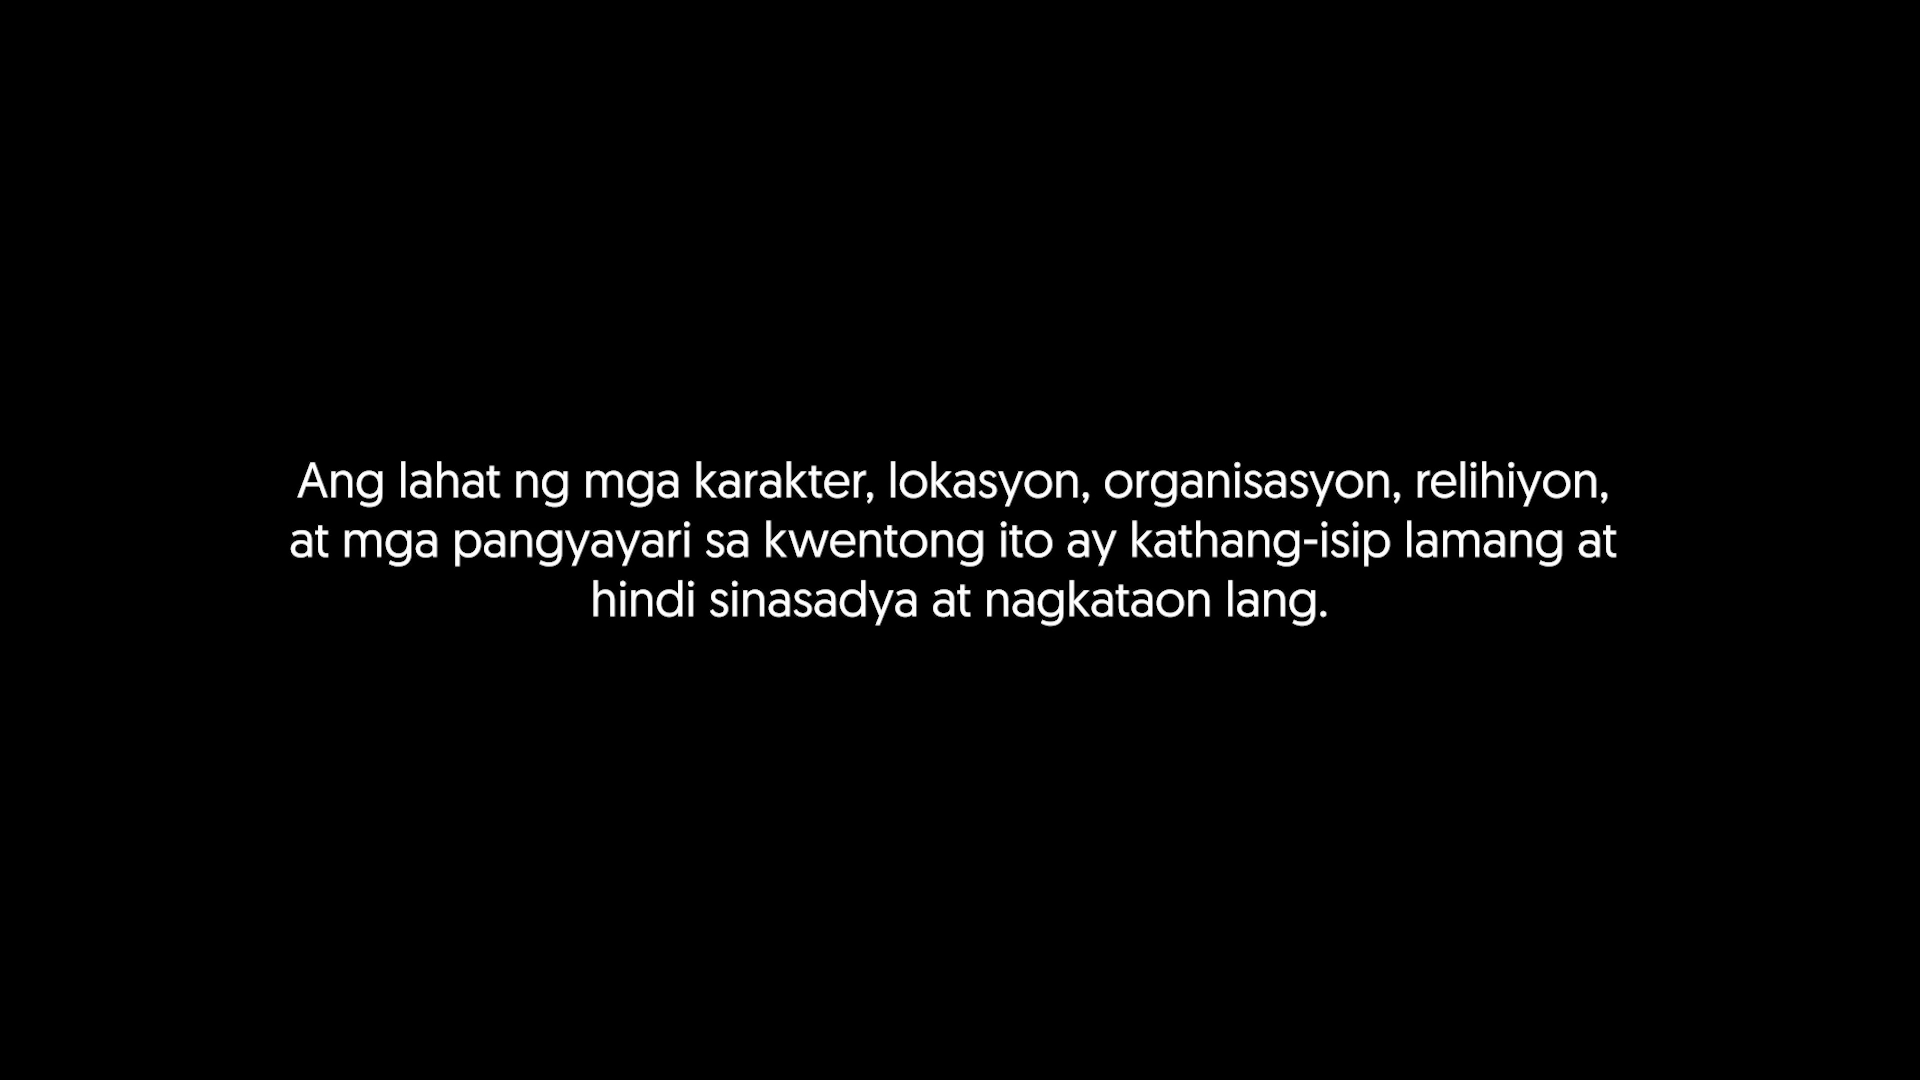 Ang lahat ng mga karakter, lokasyon, organisasyon, relihiyon,
at mga pangyayari sa kwentong ito ay kathang-isip lamang at
hindi sinasadya at nagkataon lang.